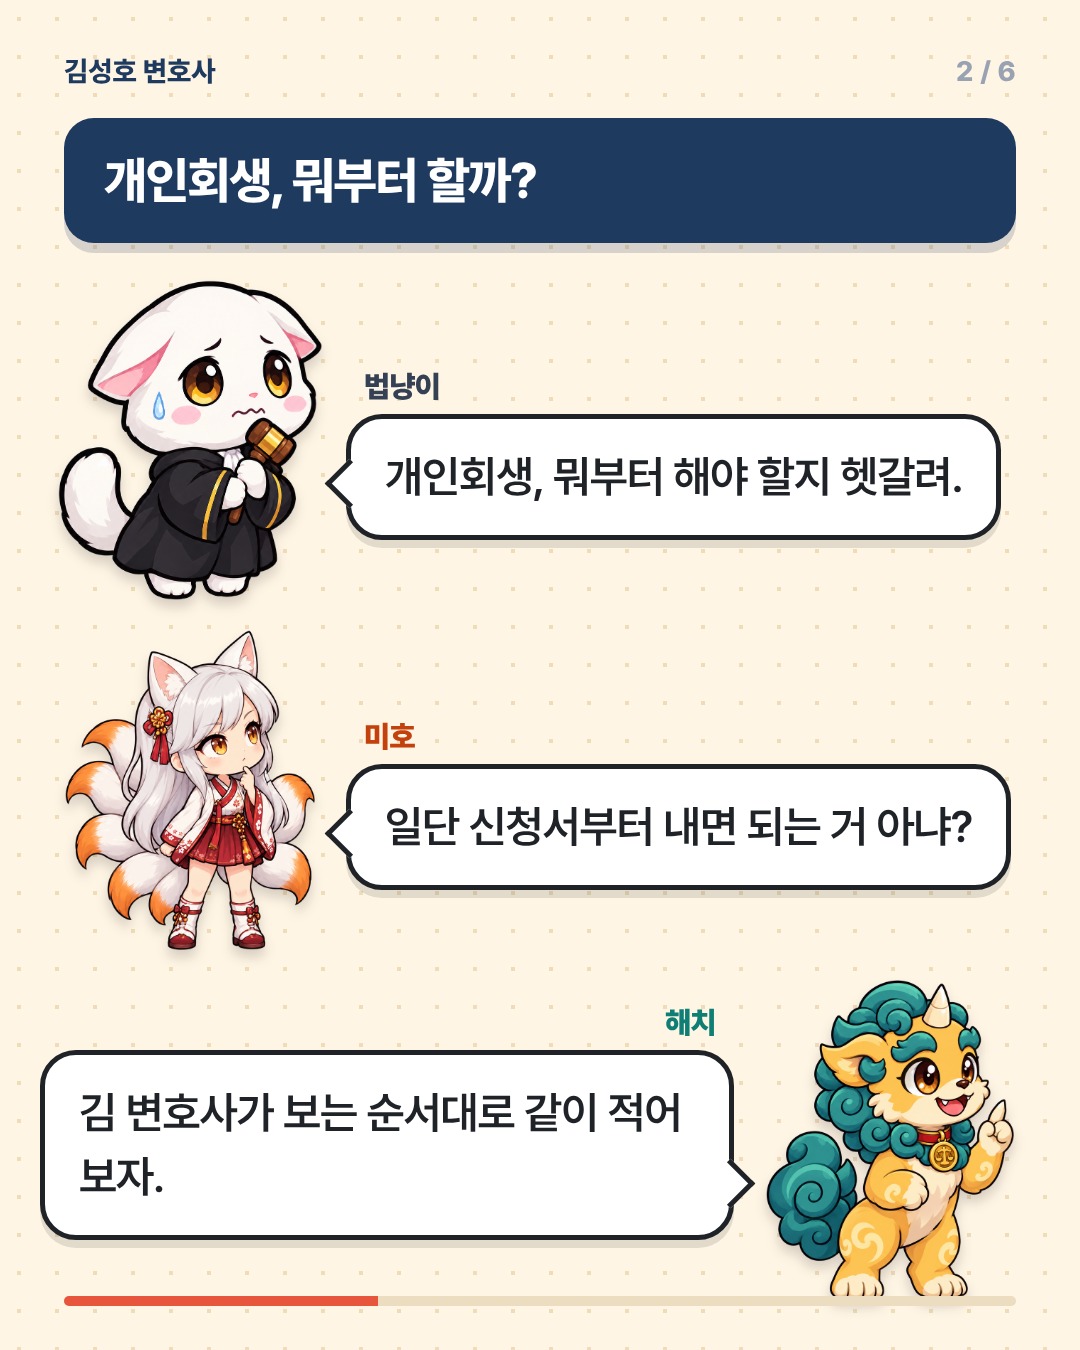 김성호 변호사
2 / 6
개인회생, 뭐부터 할까?
법냥이
개인회생, 뭐부터 해야 할지 헷갈려.
미호
일단 신청서부터 내면 되는 거 아냐?
해치
김 변호사가 보는 순서대로 같이 적어
보자.